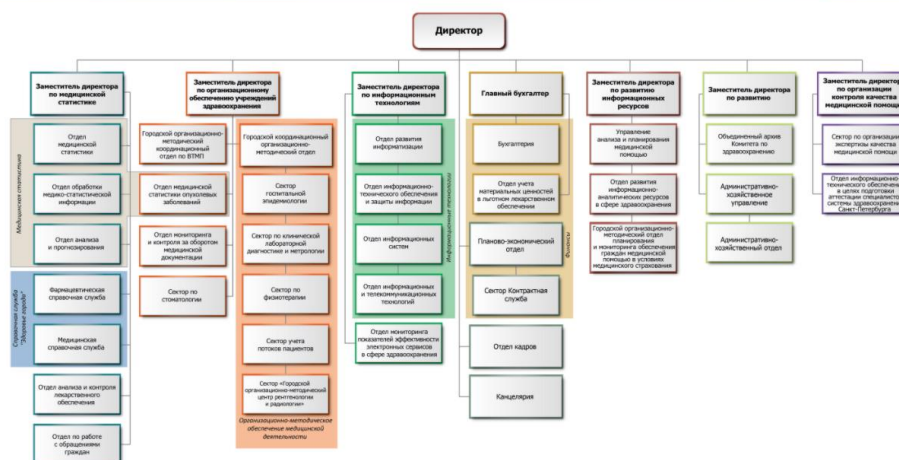 Директор
Заместитель директора
по медицинской
статистике
Отдел
медицинской
статистики
Отдел обработки
медико-статистической
информации
Отдел анализа
и прогнозирования
Фармацевтическая
справочная служба
Медицинская
справочная служба
Отдел анализа и контроля
лекарственного
обеспечения
Отдел по работе
с обращениями
граждан
Медицинская статистика
Справочная служба
"Здоровье города"
Заместитель директора
по организационному
обеспечению учреждений
здравоохранения
Городской организационно-
методический
координационный
отдел по ВТМП
Отдел медицинской
статистики опухолевых
заболеваний
Отдел мониторинга
и контроля за оборотом
медицинской
документации
Сектор по
стоматологии
Городской координационный
организационно-
методический отдел
Сектор
госпитальной
эпидемиологии
Сектор по клинической
лабораторной
диагностике и метрологии
Сектор по
физиотерапии
Сектор учета
потоков пациентов
Сектор «Городской
организационно-методический
центр рентгенологии
и радиологии»
Организационно-методическое
обеспечение медицинской
деятельности
Заместитель директора
по информационным
технологиям
Отдел развития
информатизации
Отдел информационно-
технического обеспечения
и защиты информации
Отдел информационных
систем
Отдел информационных
и телекоммуникационных
технологий
Отдел мониторинга
показателей эффективности
электронных сервисов
в сфере здравоохранения
Информационные технологии
Главный бухгалтер
Бухгалтерия
Отдел учета
материальных ценностей
в льготном лекарственном
обеспечении
Планово-экономический
отдел
Сектор Контрактная
служба
Отдел кадров
Канцелярия
Финансы
Заместитель директора
по развитию
информационных
ресурсов
Управление
анализа и планирования
медицинской
помощью
Отдел развития
информационно-
аналитических ресурсов
в сфере здравоохранения
Городской организационно-
методический отдел
планирования
и мониторинга обеспечения
граждан медицинской
помощью в условиях
медицинского страхования
Заместитель директора
по развитию
Объединенный архив
Комитета по
здравоохранению
Административно-
хозяйственное
управление
Административно-
хозяйственный отдел
Заместитель директора
по организации
контроля качества
медицинской помощи
Сектор по организации
экспертизы качества
медицинской помощи
Отдел информационно-
технического обеспечения
в целях подготовки
аттестации специалистов
системы здравоохранения
Санкт-Петербурга